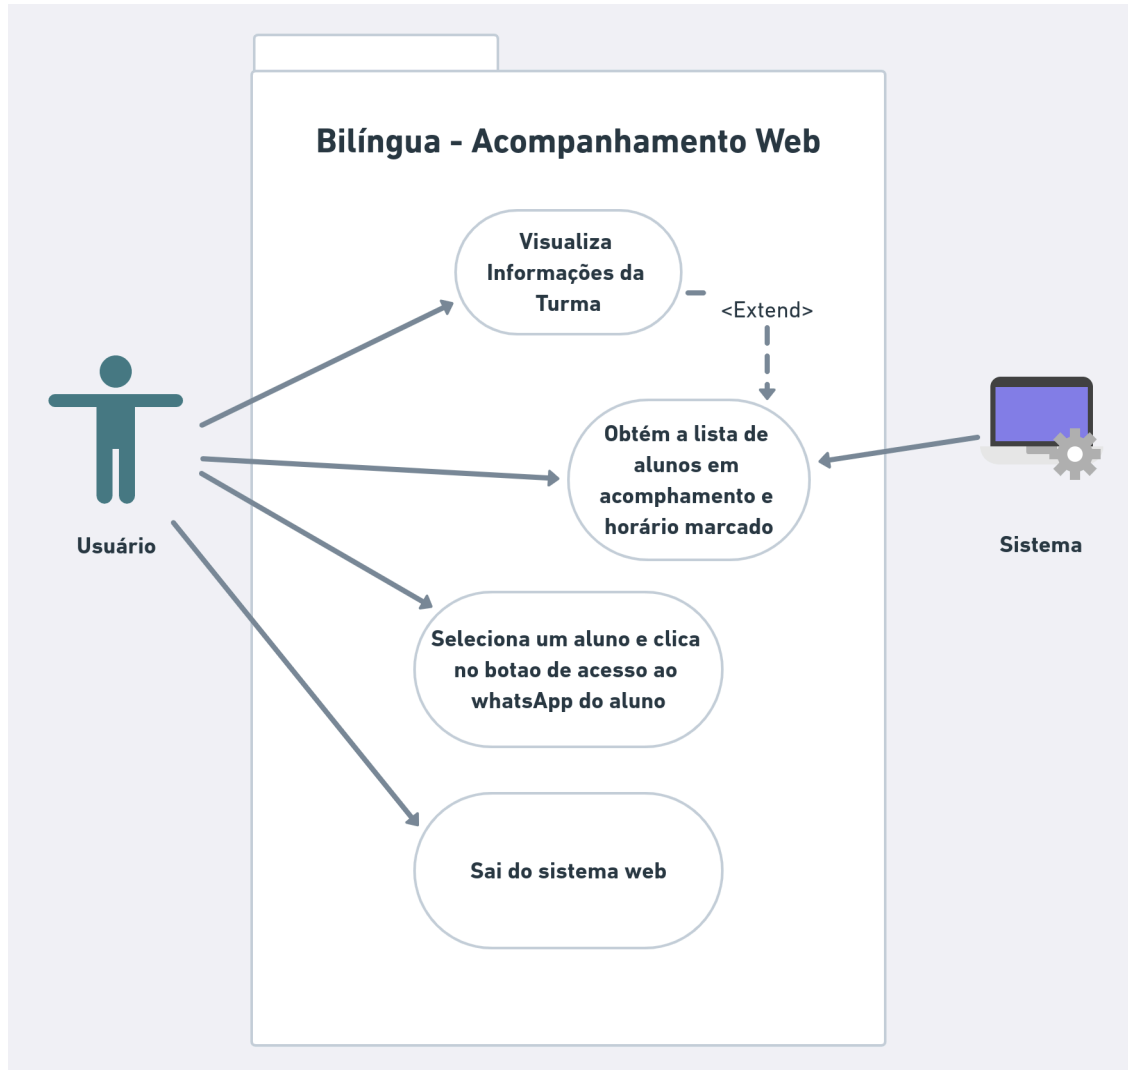 Bilíngua - Acompanhamento Web
Visualiza
Informações da
Turma
<Extend>
Obtém a lista de
alunos em
acomphamento e
horário marcado
Usuário
Sistema
Seleciona um aluno e clica
no botao de acesso ao
whatsApp do aluno
Sai do sistema web